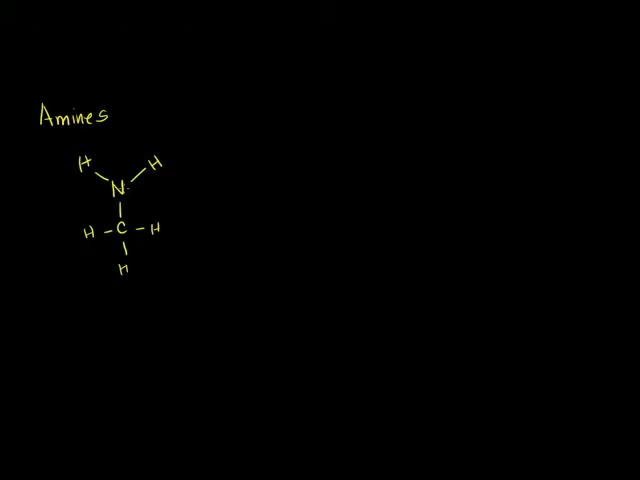 Amines
H H
N
H - C - H
H